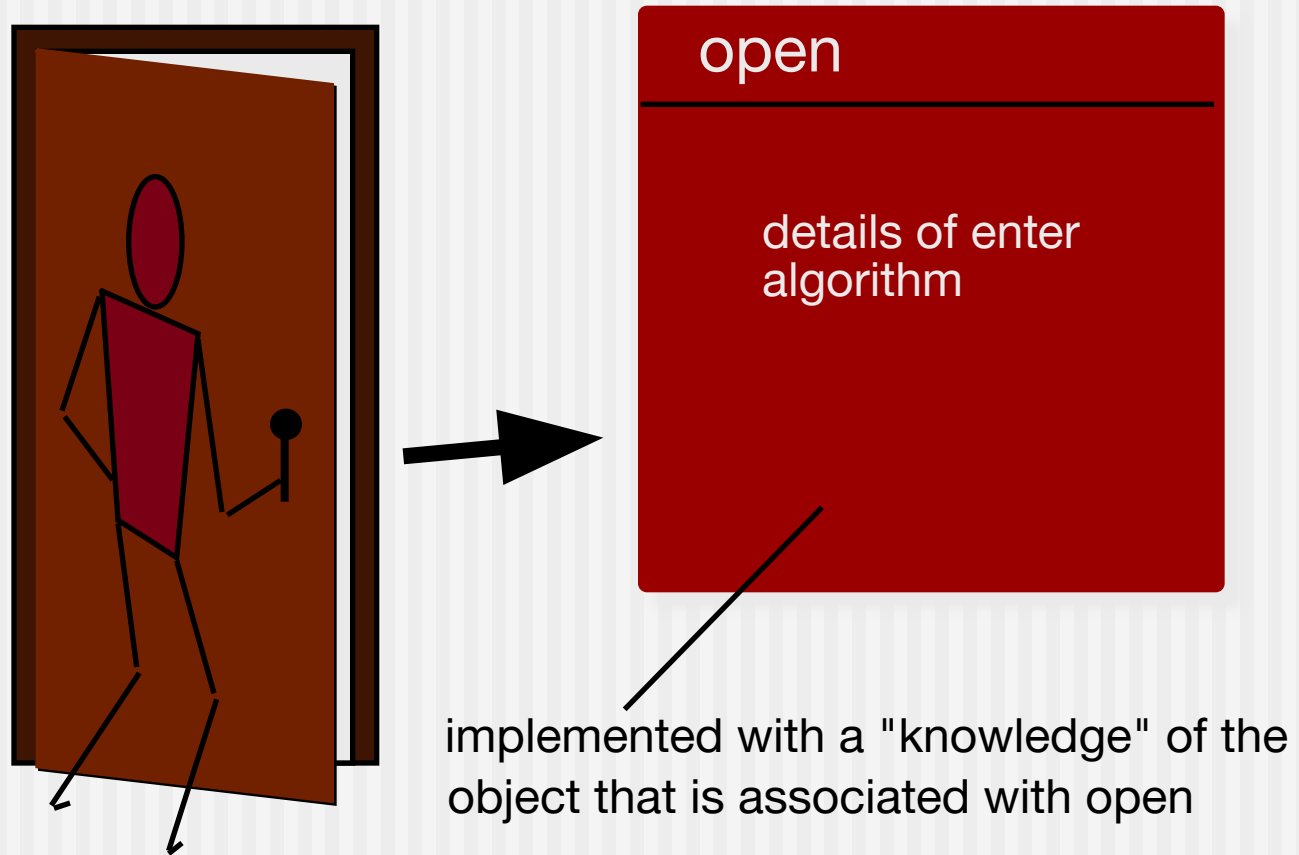 open
details of enter
algorithm
implemented with a "knowledge" of the
object that is associated with open